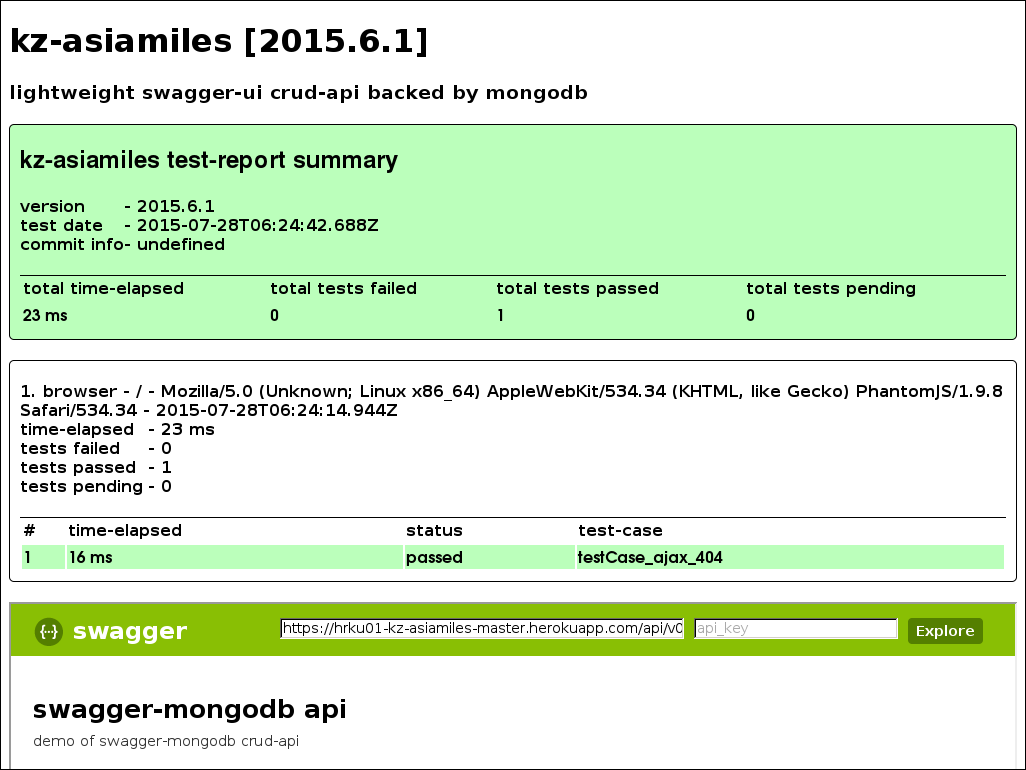 kz-asiamiles [2015.6.1]
lightweight swagger-ui crud-api backed by mongodb
kz-asiamiles test-report summary
version - 2015.6.1
test date - 2015-07-28T06:24:42.688Z
commit info- undefined
total time-elapsed total tests failed total tests passed total tests pending
23 ms 0 1 0
1. browser - / - Mozilla/5.0 (Unknown; Linux x86_64) AppleWebKit/534.34 (KHTML, like Gecko) PhantomJS/1.9.8
Safari/534.34 - 2015-07-28T06:24:14.944Z
time-elapsed - 23 ms
tests failed - 0
tests passed - 1
tests pending - 0
# time-elapsed status test-case
1 16 ms passed testCase_ajax_404
{··} swagger https://hrku01-kz-asiamiles-master.herokuapp.com/api/v0 api_key Explore
swagger-mongodb api
demo of swagger-mongodb crud-api